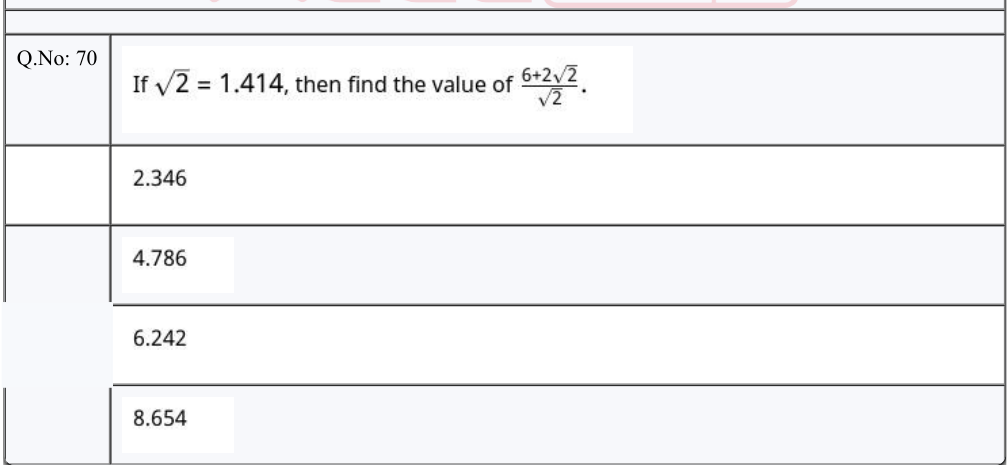 Q.No: 70
If √2 = 1.414, then find the value of (6+2√2)/√2.
2.346
4.786
6.242
8.654